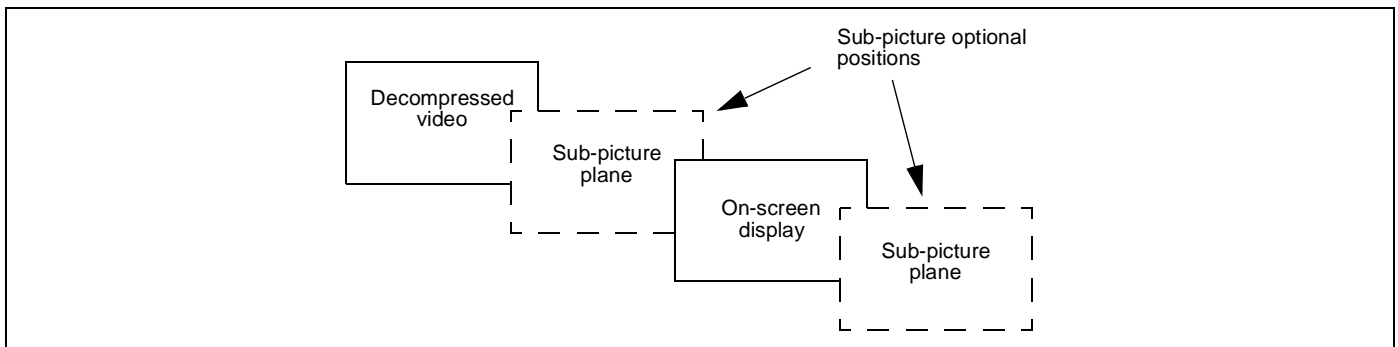 Sub-picture optional
positions
Decompressed
video
Sub-picture
plane
On-screen
display
Sub-picture
plane